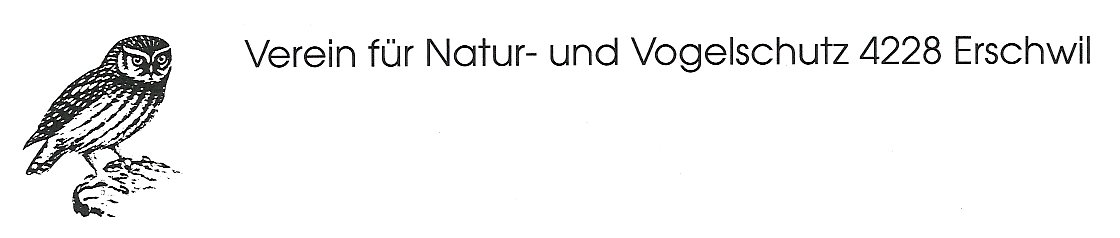 Verein für Natur- und Vogelschutz 4228 Erschwil